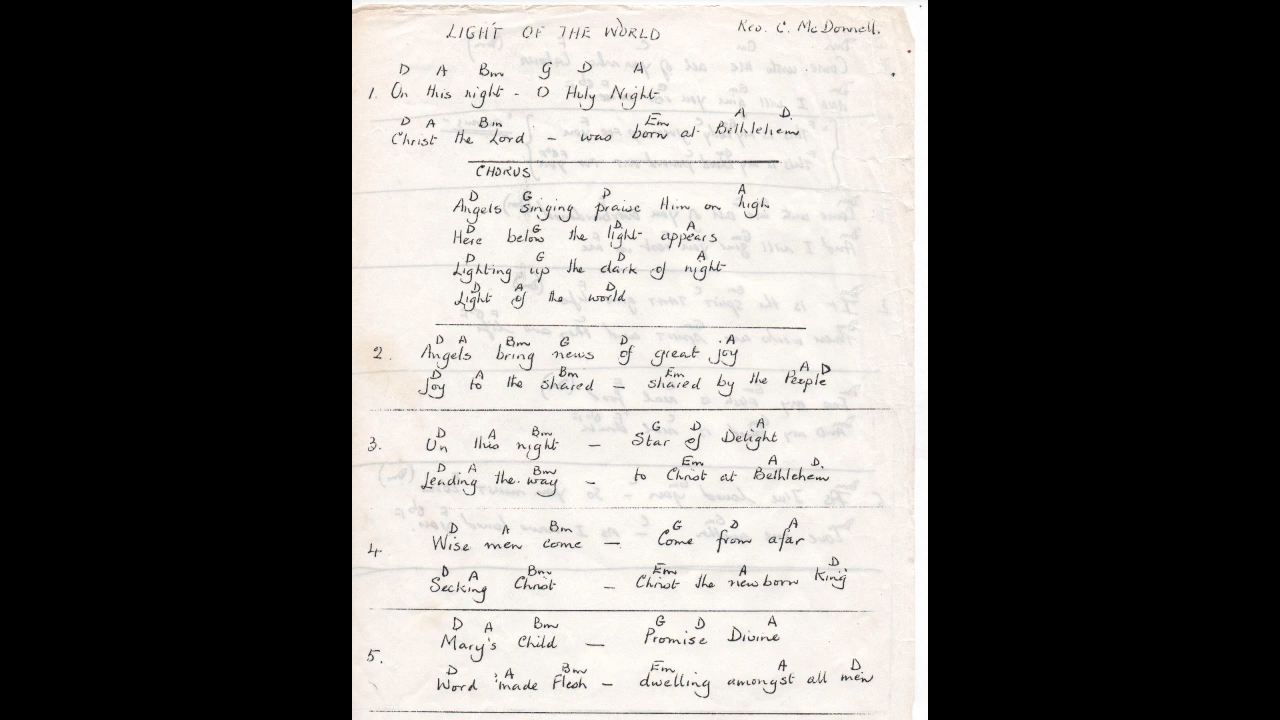 LIGHT OF THE WORLD Rev. C. McDonnell.
D A Bm G D A
1. On this night - O Holy Night
D A Bm Em A D.
Christ the Lord - was born at Bethlehem
CHORUS
D G D A
Angels singing praise Him on high
D G D A
Here below the light appears
D G D A
Lighting up the dark of night
D A D
Light of the world
D A Bm G D A
2. Angels bring news of great joy
D A Bm Em A D
Joy to the shared - shared by the People
D A Bm G D A
3. On this night - Star of Delight
D A Bm Em A D.
Leading the way - to Christ at Bethlehem
D A Bm G D A
4. Wise men come - Come from afar
D A Bm Em A D
Seeking Christ - Christ the newborn King
D A Bm G D A
5. Mary's Child - Promise Divine
D A Bm Em A D
Word made Flesh - dwelling amongst all men